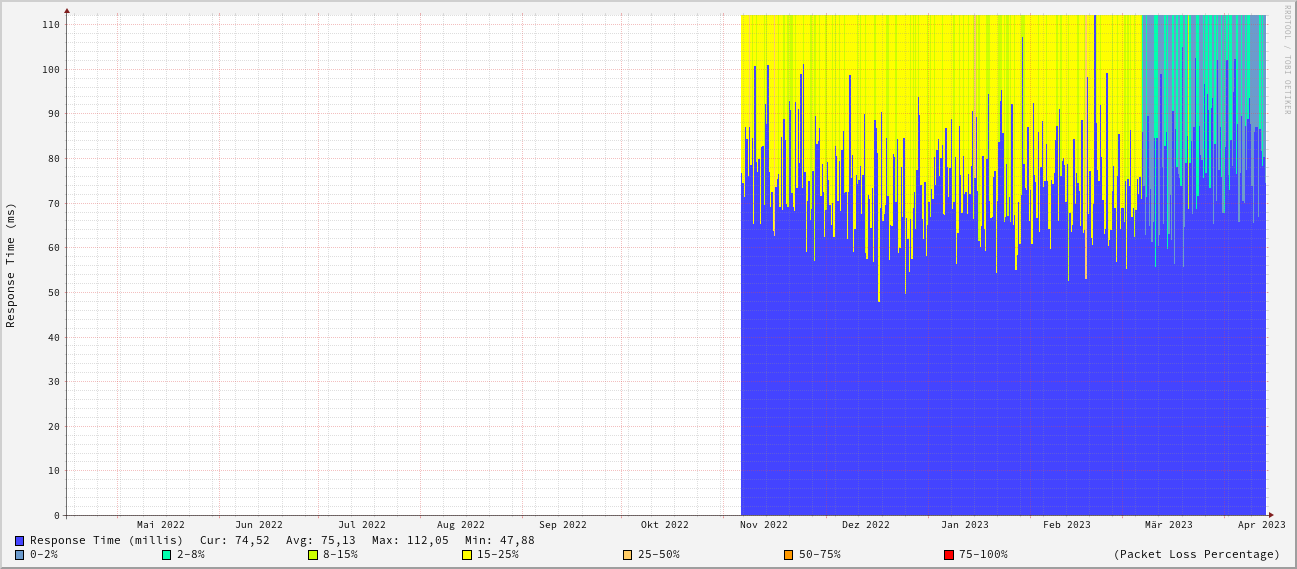 RRDTOOL / TOBI OETIKER
Response Time (ms)
110
100
90
80
70
60
50
40
30
20
10
0
Mai 2022 Jun 2022 Jul 2022 Aug 2022 Sep 2022 Okt 2022 Nov 2022 Dez 2022 Jan 2023 Feb 2023 Mär 2023 Apr 2023
Response Time (millis) Cur: 74,52 Avg: 75,13 Max: 112,05 Min: 47,88
0-2% 2-8% 8-15% 15-25% 25-50% 50-75% 75-100% (Packet Loss Percentage)